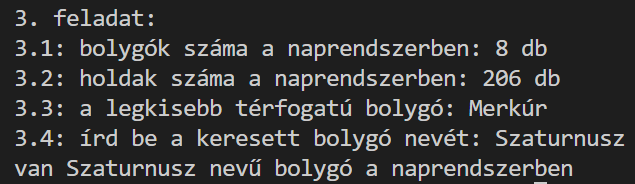 3. feladat:
3.1: bolygók száma a naprendszerben: 8 db
3.2: holdak száma a naprendszerben: 206 db
3.3: a legkisebb térfogatú bolygó: Merkúr
3.4: írd be a keresett bolygó nevét: Szaturnusz
van Szaturnusz nevű bolygó a naprendszerben